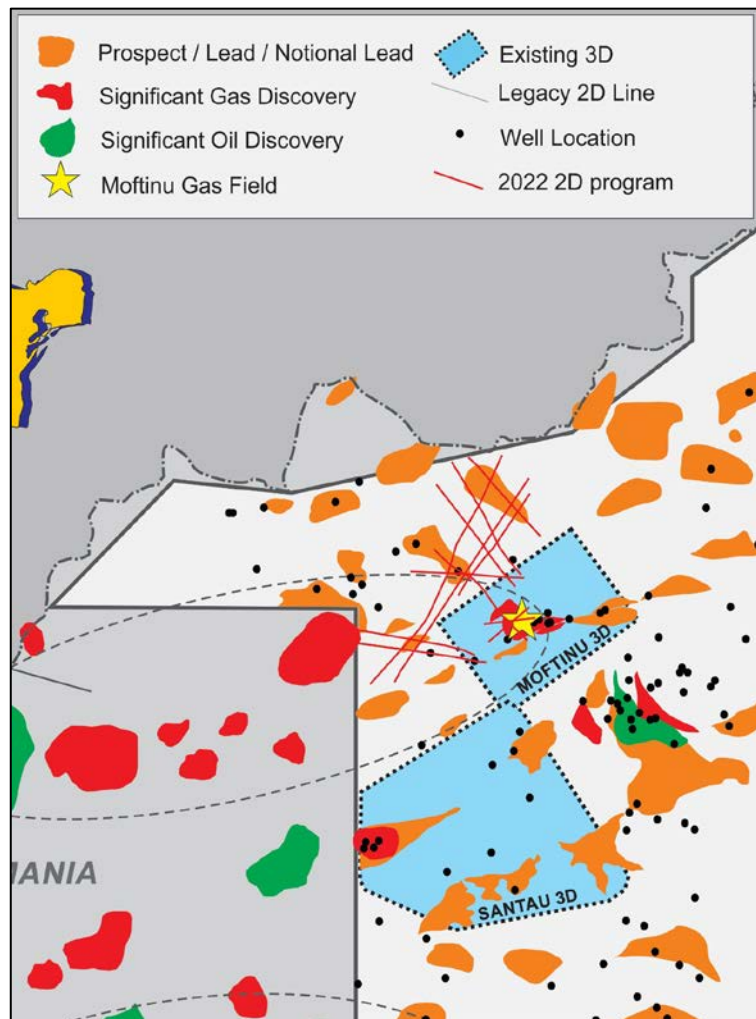 Prospect / Lead / Notional Lead
Significant Gas Discovery
Significant Oil Discovery
Moftinu Gas Field
Existing 3D
Legacy 2D Line
Well Location
2022 2D program
MOFTINU 3D
MANIA
SANTAU 3D